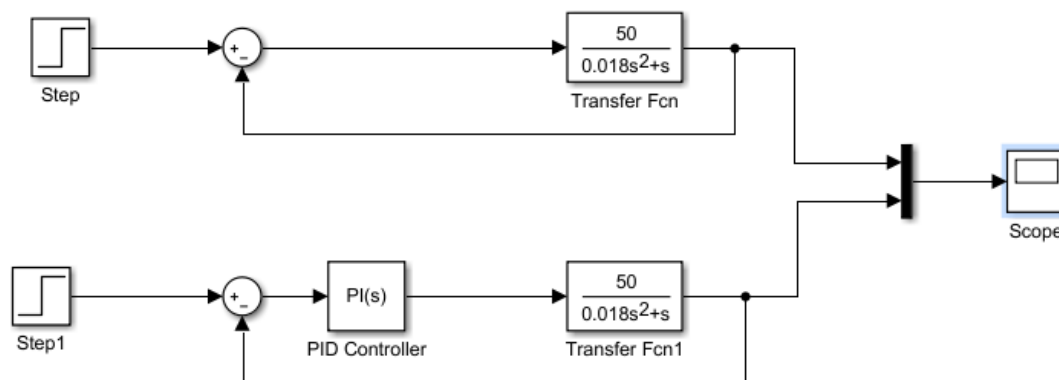 Step
+
−
50
0.018s²+s
Transfer Fcn
Scope
Step1
+
−
PI(s)
PID Controller
50
0.018s²+s
Transfer Fcn1